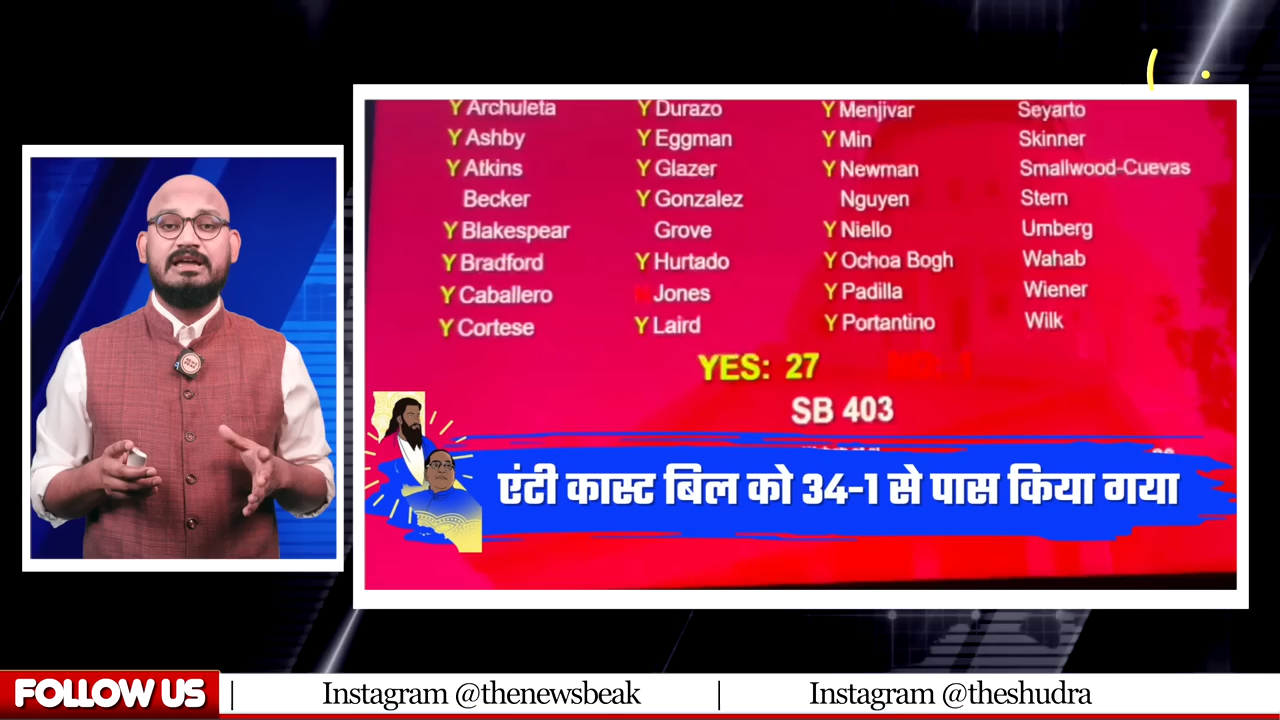 Y Archuleta Y Durazo Y Menjivar Seyarto
Y Ashby Y Eggman Y Min Skinner
Y Atkins Y Glazer Y Newman Smallwood-Cuevas
Becker Y Gonzalez Nguyen Stern
Y Blakespear Grove Y Niello Umberg
Y Bradford Y Hurtado Y Ochoa Bogh Wahab
Y Caballero Jones Y Padilla Wiener
Y Cortese Y Laird Y Portantino Wilk
YES: 27
SB 403
एंटी कास्ट बिल को 34-1 से पास किया गया
FOLLOW US | Instagram @thenewsbeak | Instagram @theshudra